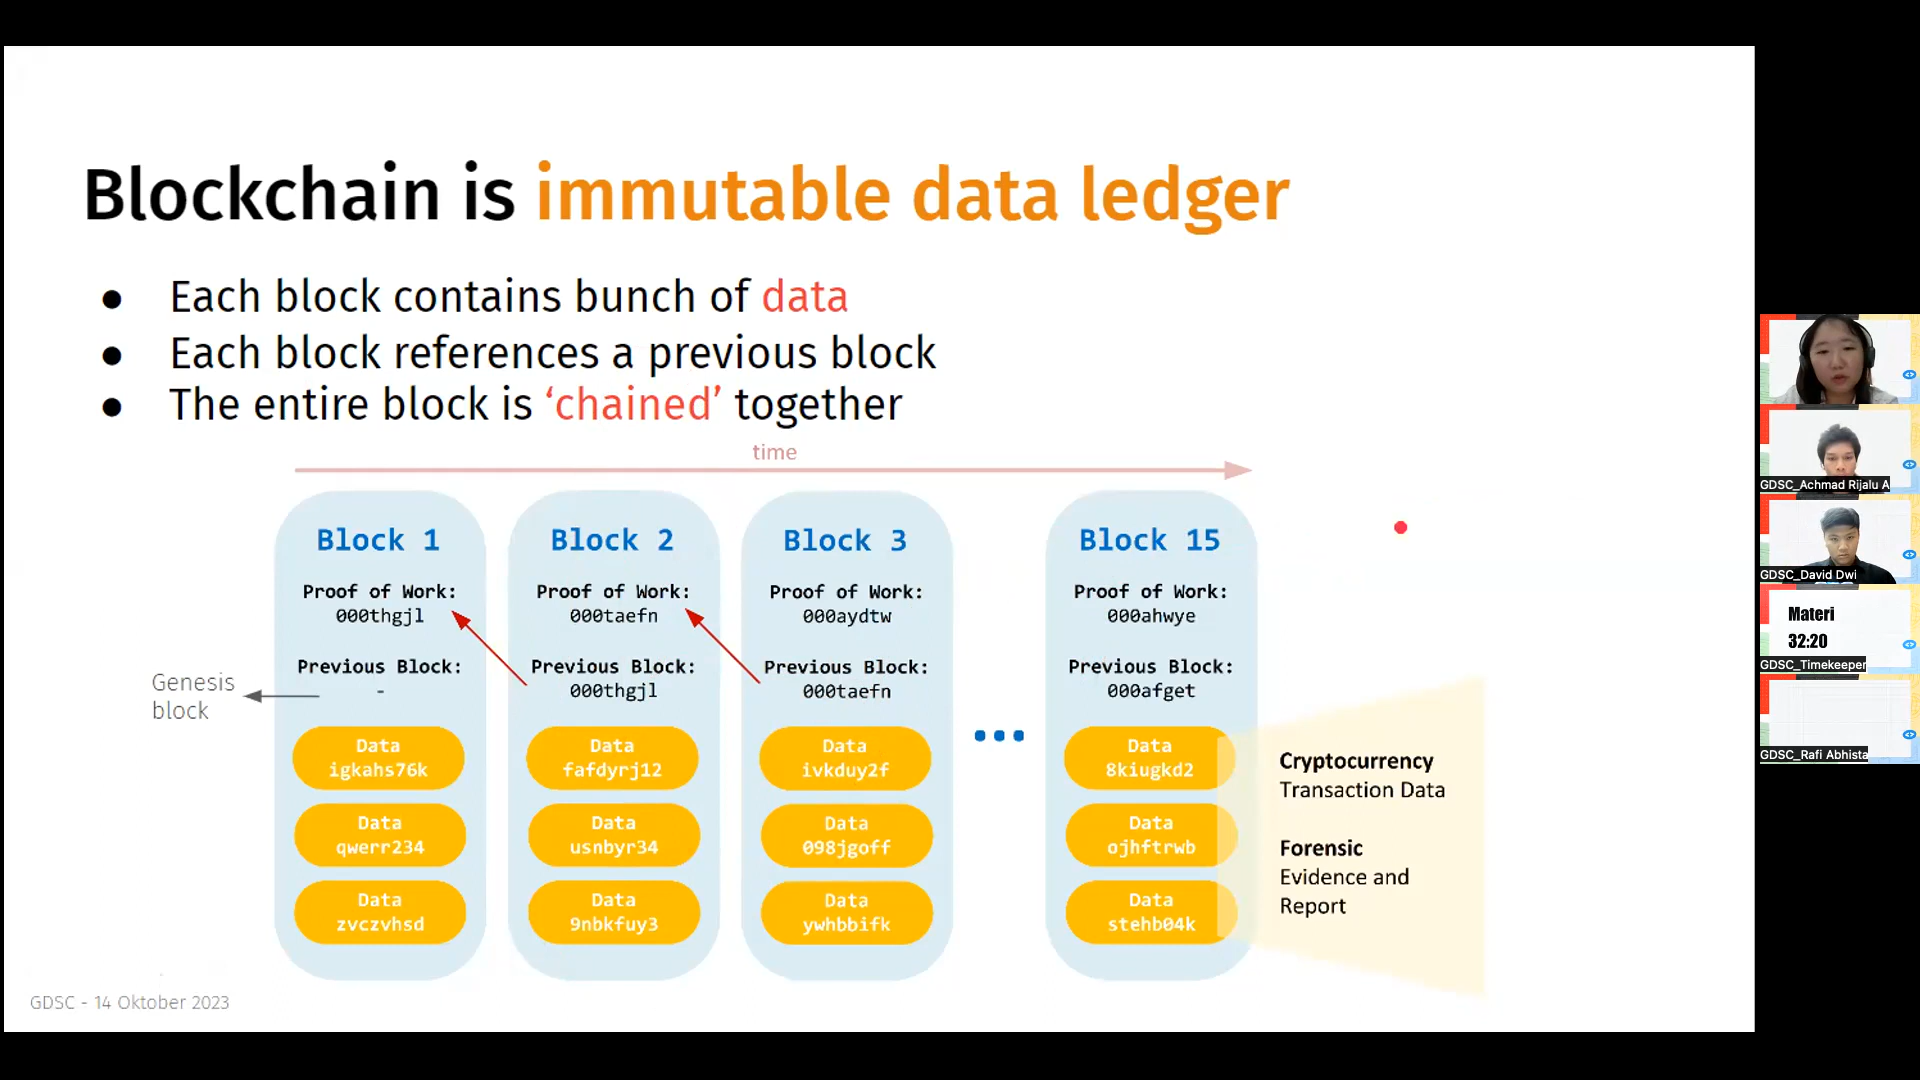 Blockchain is immutable data ledger
● Each block contains bunch of data
● Each block references a previous block
● The entire block is ‘chained’ together
time
Block 1
Proof of Work:
000thgjl
Previous Block:
-
Data
igkahs76k
Data
qwerr234
Data
zvczvhsd
Genesis
block
Block 2
Proof of Work:
000taefn
Previous Block:
000thgjl
Data
fafdyrj12
Data
usnbyr34
Data
9nbkfuy3
Block 3
Proof of Work:
000aydtw
Previous Block:
000taefn
Data
ivkduy2f
Data
098jgoff
Data
ywhbbifk
Block 15
Proof of Work:
000ahwye
Previous Block:
000afget
Data
8kiugkd2
Data
ojhftrwb
Data
stehb04k
Cryptocurrency
Transaction Data
Forensic
Evidence and
Report
GDSC - 14 Oktober 2023
GDSC_Achmad Rijalu A
GDSC_David Dwi
Materi
32:20
GDSC_Timekeeper
GDSC_Rafi Abhista